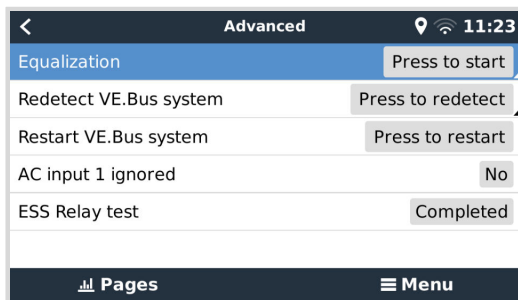 Advanced 11:23
Equalization Press to start
Redetect VE.Bus system Press to redetect
Restart VE.Bus system Press to restart
AC input 1 ignored No
ESS Relay test Completed
Pages Menu